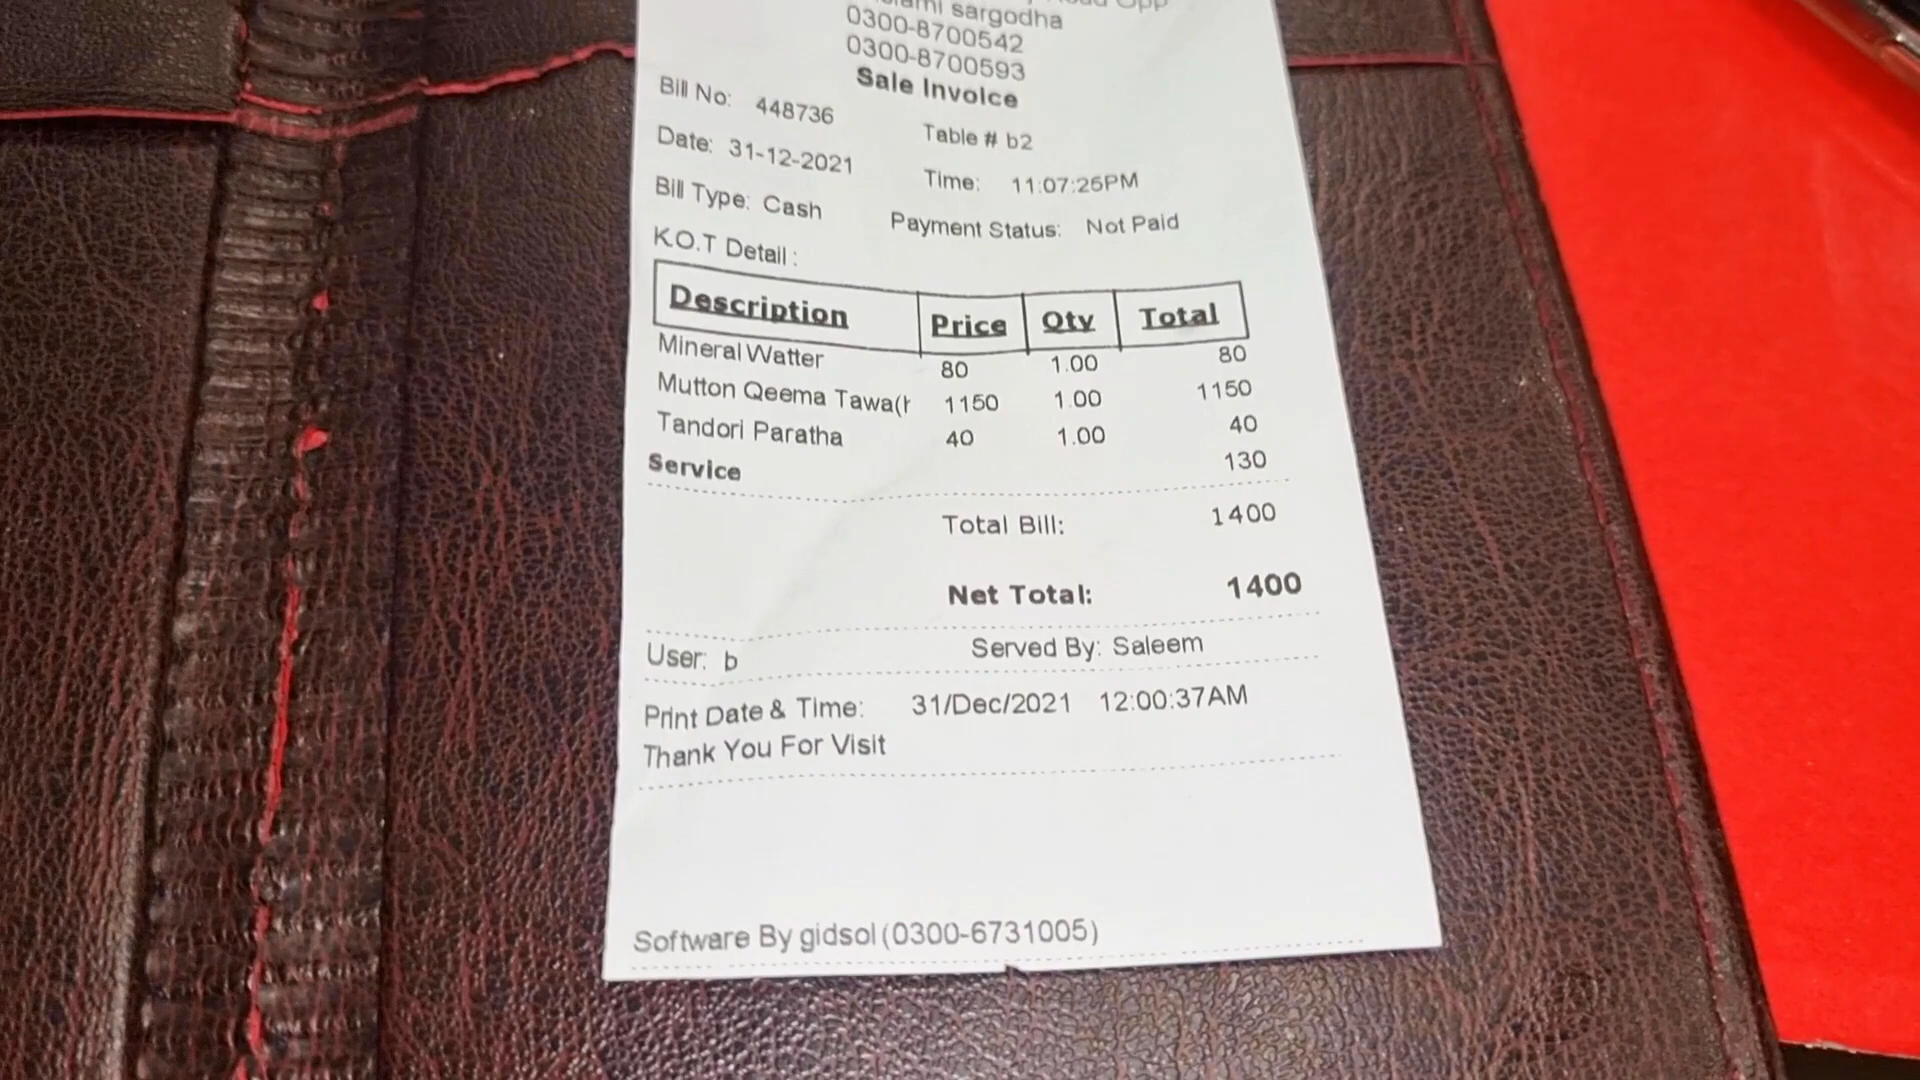 sargodha
0300-8700542
0300-8700593
Sale Invoice
Bill No: 448736
Table # b2
Date: 31-12-2021
Time: 11:07:25PM
Bill Type: Cash
Payment Status: Not Paid
K.O.T Detail :
Description Price Qty Total
Mineral Watter 80 1.00 80
Mutton Qeema Tawa( 1150 1.00 1150
Tandori Paratha 40 1.00 40
Service 130
Total Bill: 1400
Net Total: 1400
User: b Served By: Saleem
Print Date & Time: 31/Dec/2021 12:00:37AM
Thank You For Visit
Software By gidsol (0300-6731005)